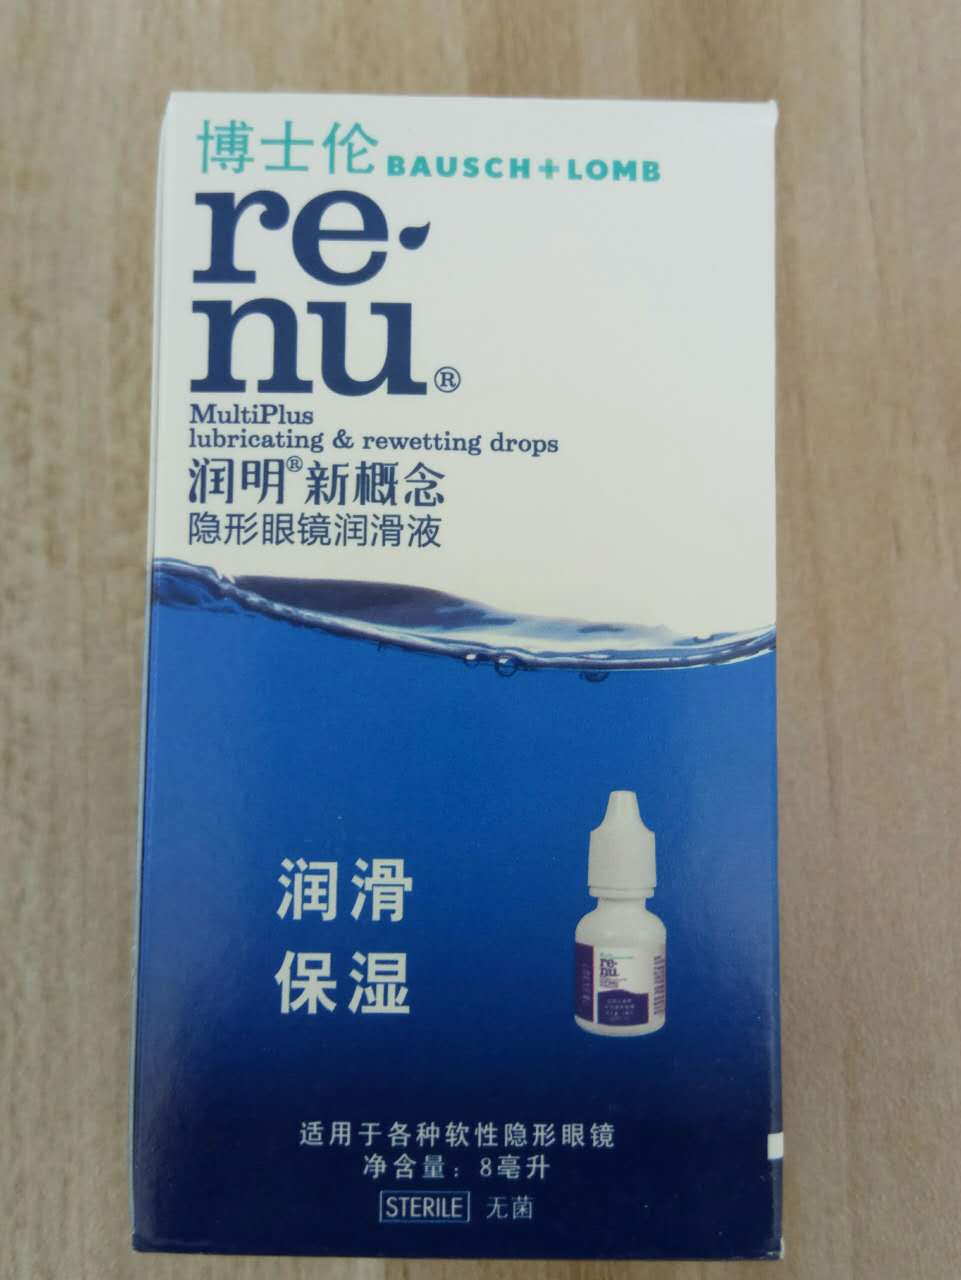 博士伦 BAUSCH+LOMB
re·
nu®
MultiPlus
lubricating & rewetting drops
润明®新概念
隐形眼镜润滑液
润滑
保湿
re·
nu
适用于各种软性隐形眼镜
净含量：8毫升
STERILE 无菌